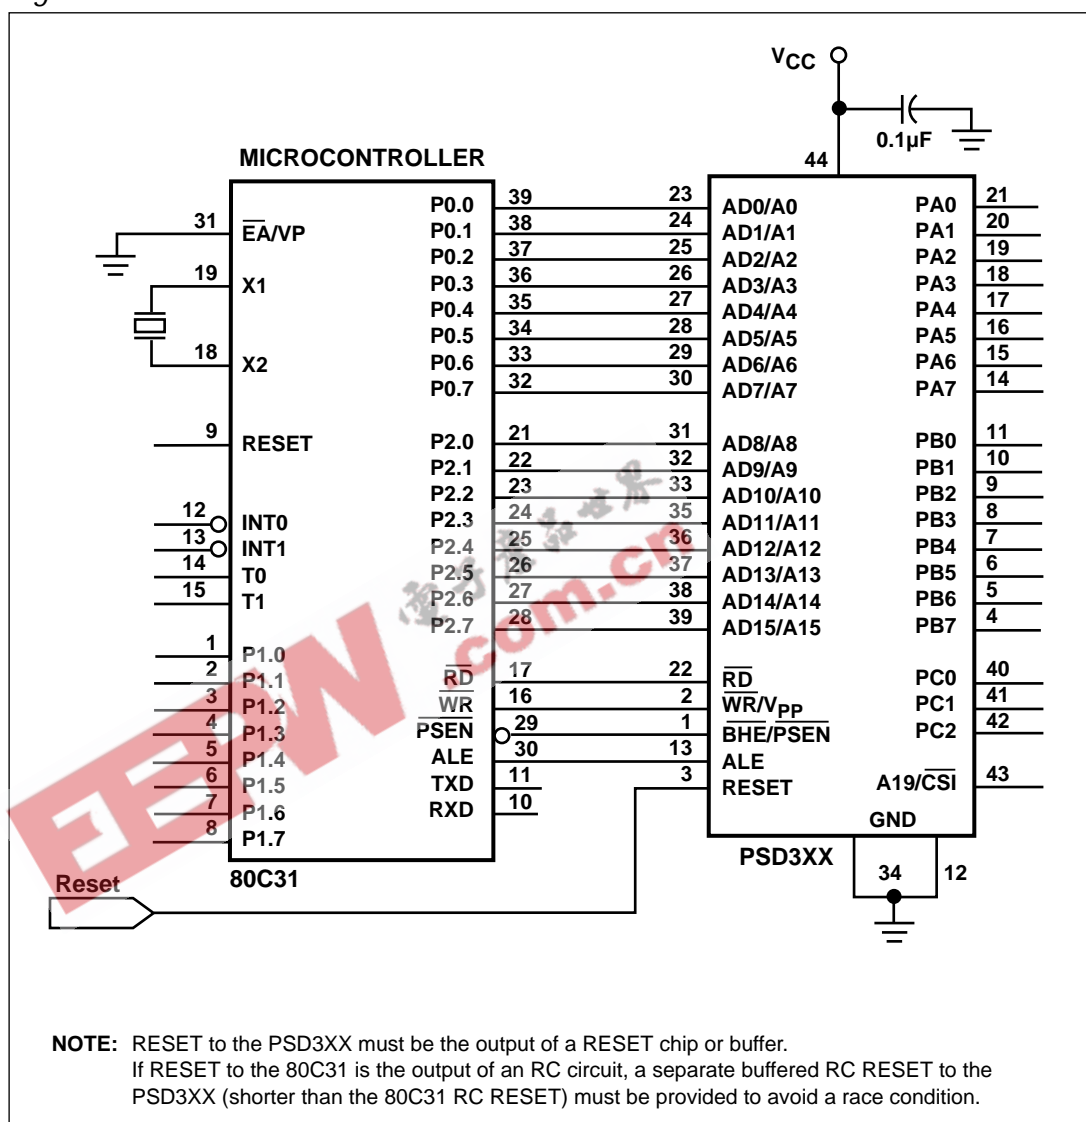 VCC
0.1µF
44
MICROCONTROLLER
31 EA/VP
19 X1
18 X2
9 RESET
12 INT0
13 INT1
14 T0
15 T1
1 P1.0
2 P1.1
3 P1.2
4 P1.3
5 P1.4
6 P1.5
7 P1.6
8 P1.7
P0.0 39
P0.1 38
P0.2 37
P0.3 36
P0.4 35
P0.5 34
P0.6 33
P0.7 32
P2.0 21
P2.1 22
P2.2 23
P2.3 24
P2.4 25
P2.5 26
P2.6 27
P2.7 28
RD 17
WR 16
PSEN 29
ALE 30
TXD 11
RXD 10
80C31
23 AD0/A0
24 AD1/A1
25 AD2/A2
26 AD3/A3
27 AD4/A4
28 AD5/A5
29 AD6/A6
30 AD7/A7
31 AD8/A8
32 AD9/A9
33 AD10/A10
35 AD11/A11
36 AD12/A12
37 AD13/A13
38 AD14/A14
39 AD15/A15
22 RD
2 WR/VPP
1 BHE/PSEN
13 ALE
3 RESET
PA0 21
PA1 20
PA2 19
PA3 18
PA4 17
PA5 16
PA6 15
PA7 14
PB0 11
PB1 10
PB2 9
PB3 8
PB4 7
PB5 6
PB6 5
PB7 4
PC0 40
PC1 41
PC2 42
A19/CSI 43
GND
PSD3XX
34 12
Reset
EEPW .com.cn
電子產品世界
NOTE: RESET to the PSD3XX must be the output of a RESET chip or buffer.
If RESET to the 80C31 is the output of an RC circuit, a separate buffered RC RESET to the
PSD3XX (shorter than the 80C31 RC RESET) must be provided to avoid a race condition.